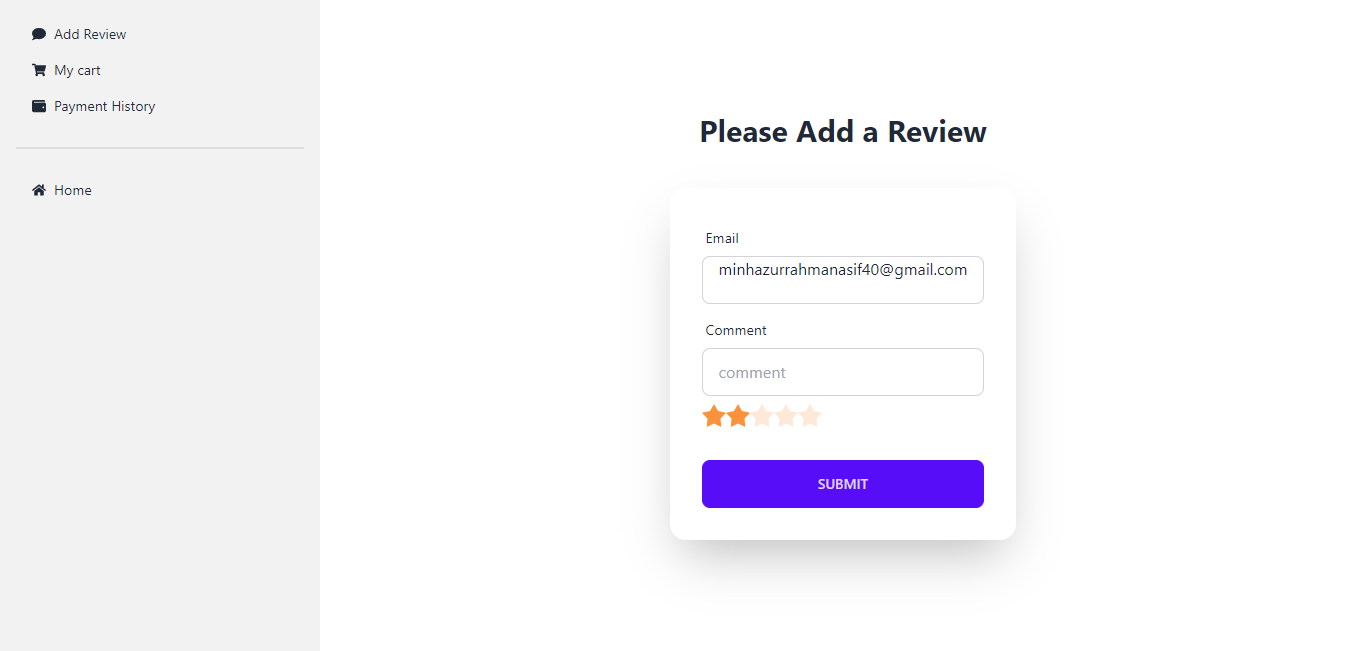 Add Review
My cart
Payment History
Home
Please Add a Review
Email
minhazurrahmanasif40@gmail.com
Comment
comment
SUBMIT